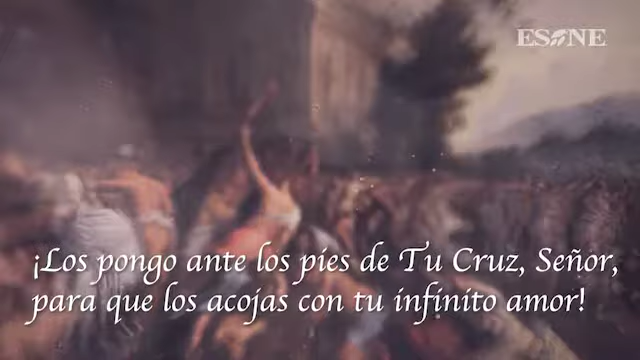 ESNE
¡Los pongo ante los pies de Tu Cruz, Señor,
para que los acojas con tu infinito amor!